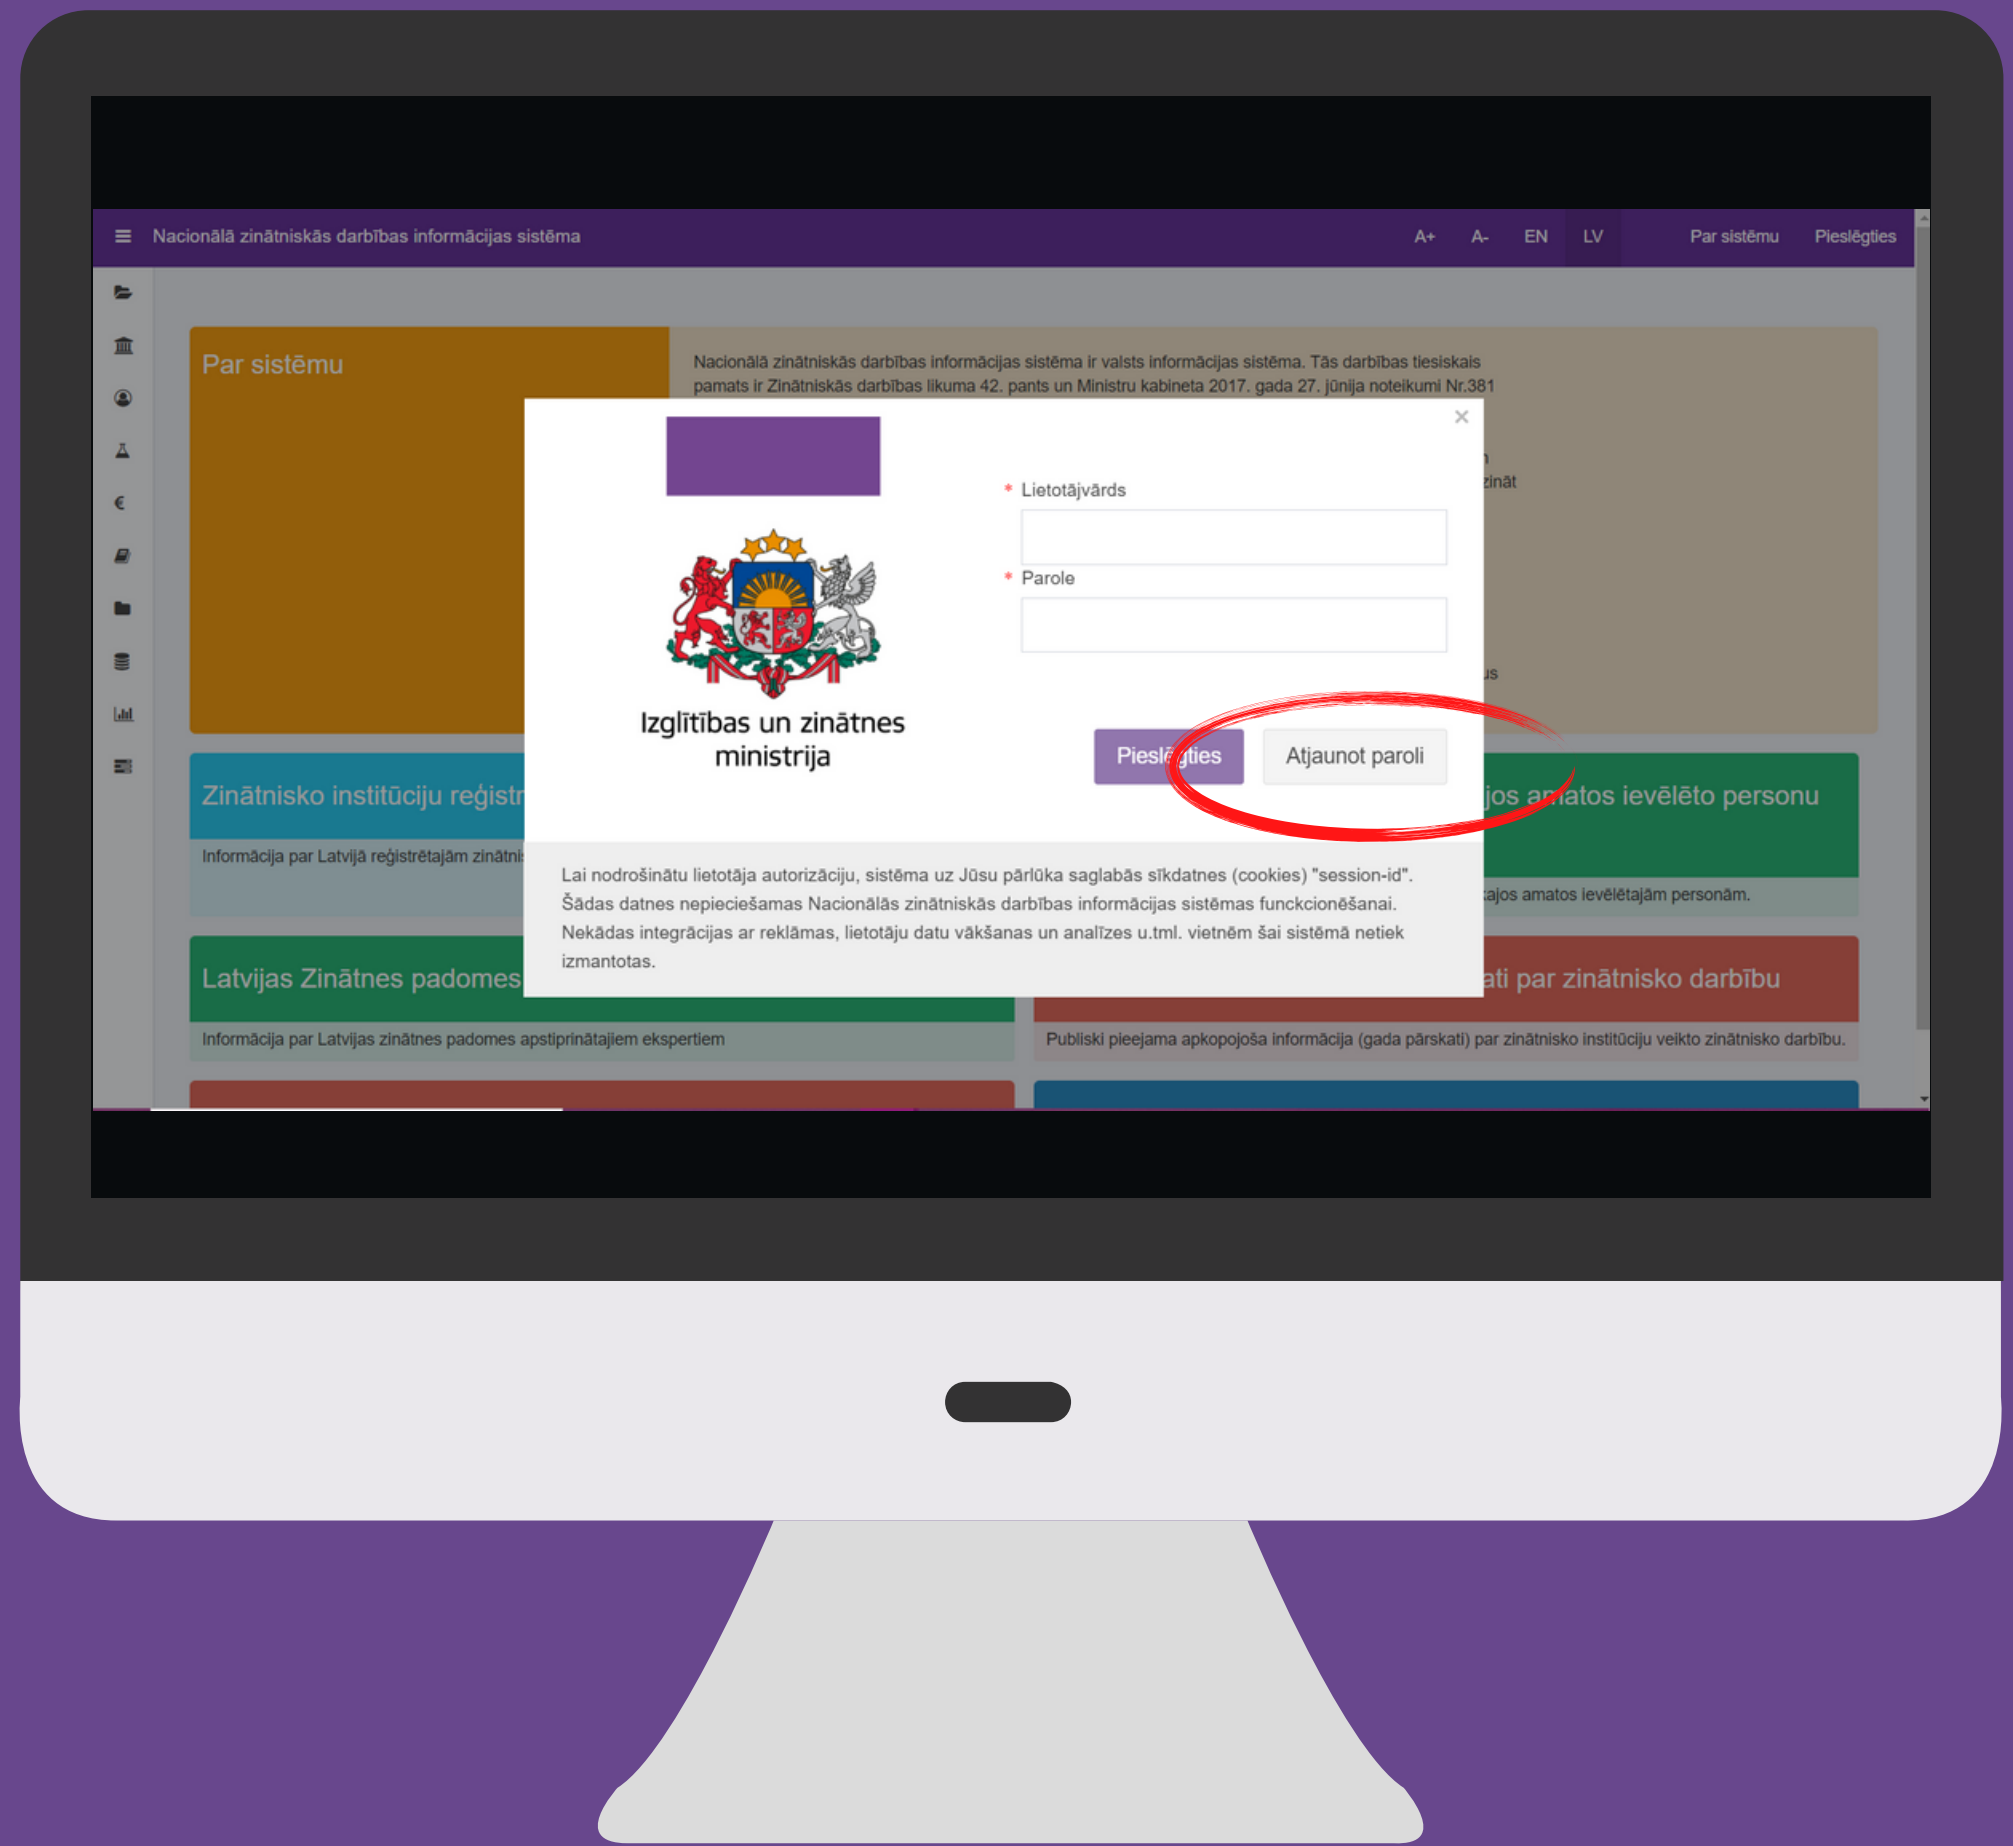 Nacionālā zinātniskās darbības informācijas sistēma
A+ A- EN LV Par sistēmu Pieslēgties
Par sistēmu
Nacionālā zinātniskās darbības informācijas sistēma ir valsts informācijas sistēma. Tās darbības tiesiskais
pamats ir Zinātniskās darbības likuma 42. pants un Ministru kabineta 2017. gada 27. jūnija noteikumi Nr.381
zināt
us
×
* Lietotājvārds
* Parole
Izglītības un zinātnes
ministrija
Pieslēgties
Atjaunot paroli
Lai nodrošinātu lietotāja autorizāciju, sistēma uz Jūsu pārlūka saglabās sīkdatnes (cookies) "session-id".
Šādas datnes nepieciešamas Nacionālās zinātniskās darbības informācijas sistēmas funckcionēšanai.
Nekādas integrācijas ar reklāmas, lietotāju datu vākšanas un analīzes u.tml. vietnēm šai sistēmā netiek
izmantotas.
Zinātnisko institūciju reģistr
Informācija par Latvijā reģistrētajām zinātni
jos amatos ievēlēto personu
kajos amatos ievēlētajām personām.
Latvijas Zinātnes padomes
Informācija par Latvijas zinātnes padomes apstiprinātajiem ekspertiem
ati par zinātnisko darbību
Publiski pieejama apkopojoša informācija (gada pārskati) par zinātnisko institūciju veikto zinātnisko darbību.